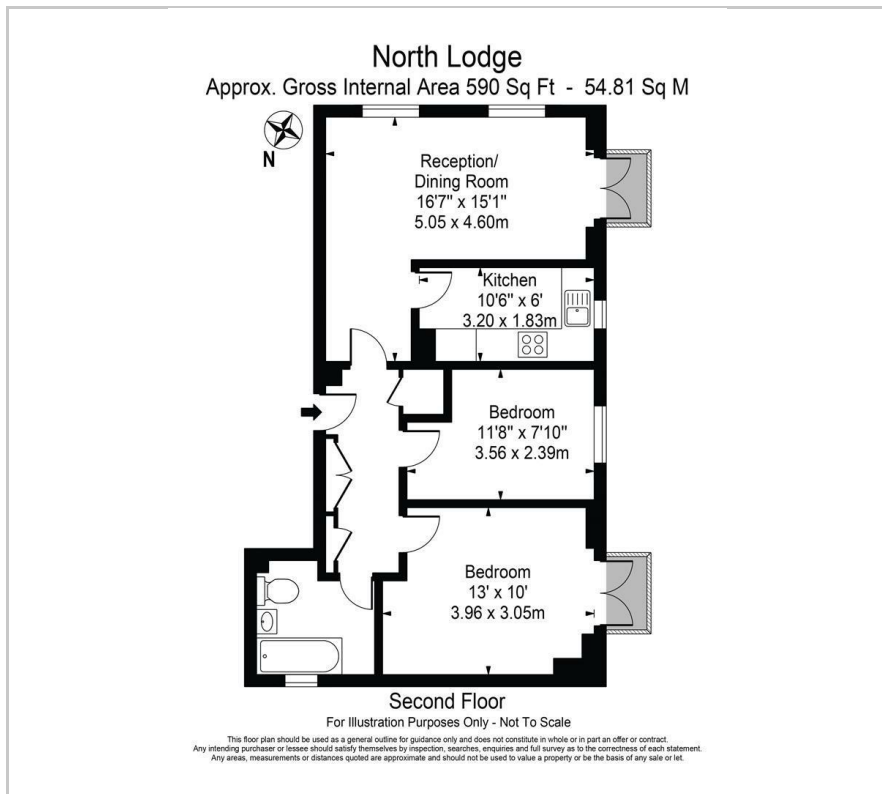 North Lodge
Approx. Gross Internal Area 590 Sq Ft - 54.81 Sq M
N
Reception/
Dining Room
16'7" x 15'1"
5.05 x 4.60m
Kitchen
10'6" x 6'
3.20 x 1.83m
Bedroom
11'8" x 7'10"
3.56 x 2.39m
Bedroom
13' x 10'
3.96 x 3.05m
Second Floor
For Illustration Purposes Only - Not To Scale
This floor plan should be used as a general outline for guidance only and does not constitute in whole or in part an offer or contract.
Any intending purchaser or lessee should satisfy themselves by inspection, searches, enquiries and full survey as to the correctness of each statement.
Any areas, measurements or distances quoted are approximate and should not be used to value a property or be the basis of any sale or let.